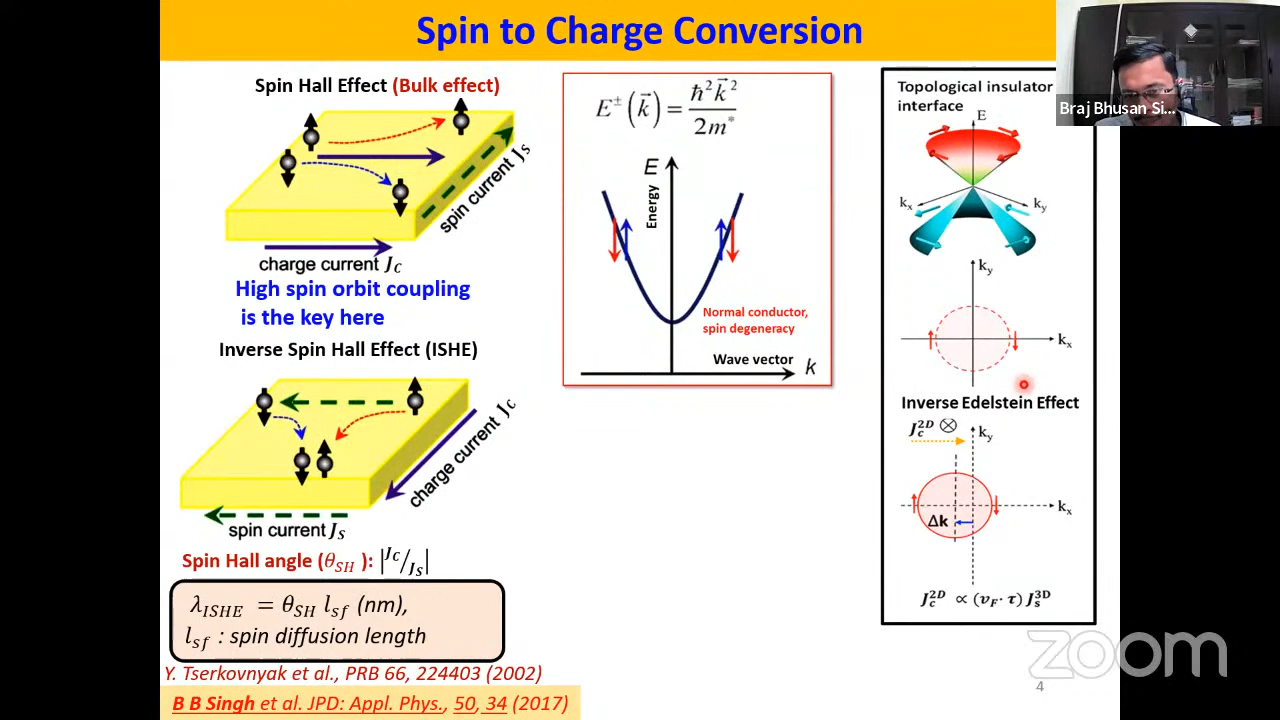 Spin to Charge Conversion
Spin Hall Effect (Bulk effect)
spin current J_S
charge current J_C
High spin orbit coupling
is the key here
Inverse Spin Hall Effect (ISHE)
charge current J_C
spin current J_S
Spin Hall angle (θ_SH): |J_C/J_S|
λ_ISHE = θ_SH l_sf (nm),
l_sf : spin diffusion length
Y. Tserkovnyak et al., PRB 66, 224403 (2002)
B B Singh et al. JPD: Appl. Phys., 50, 34 (2017)
E^±(k⃗) = ħ²k⃗²/2m*
E
Energy
Normal conductor,
spin degeneracy
Wave vector k
Topological insulator
interface
E
k_x
k_y
k_y
k_x
Inverse Edelstein Effect
J_c^2D ⊗
k_y
k_x
Δk
J_c^2D ∝ (v_F · τ) J_s^3D
Braj Bhusan Si...
zoom
4